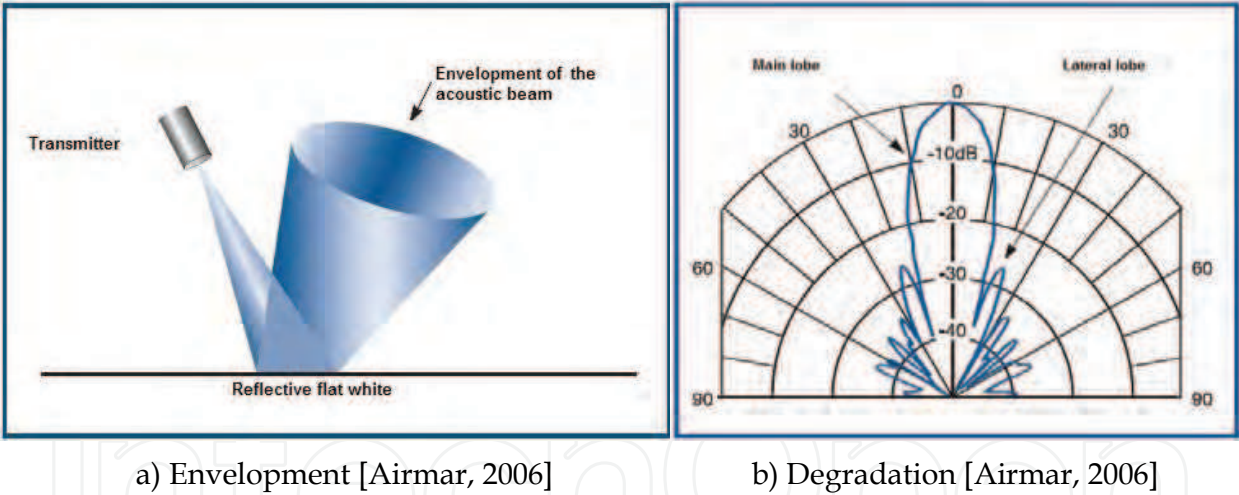 Envelopment of the
acoustic beam
Transmitter
Reflective flat white
Main lobe
Lateral lobe
0
30
30
-10dB
-20
60
-30
60
-40
90
90
a) Envelopment [Airmar, 2006]
b) Degradation [Airmar, 2006]